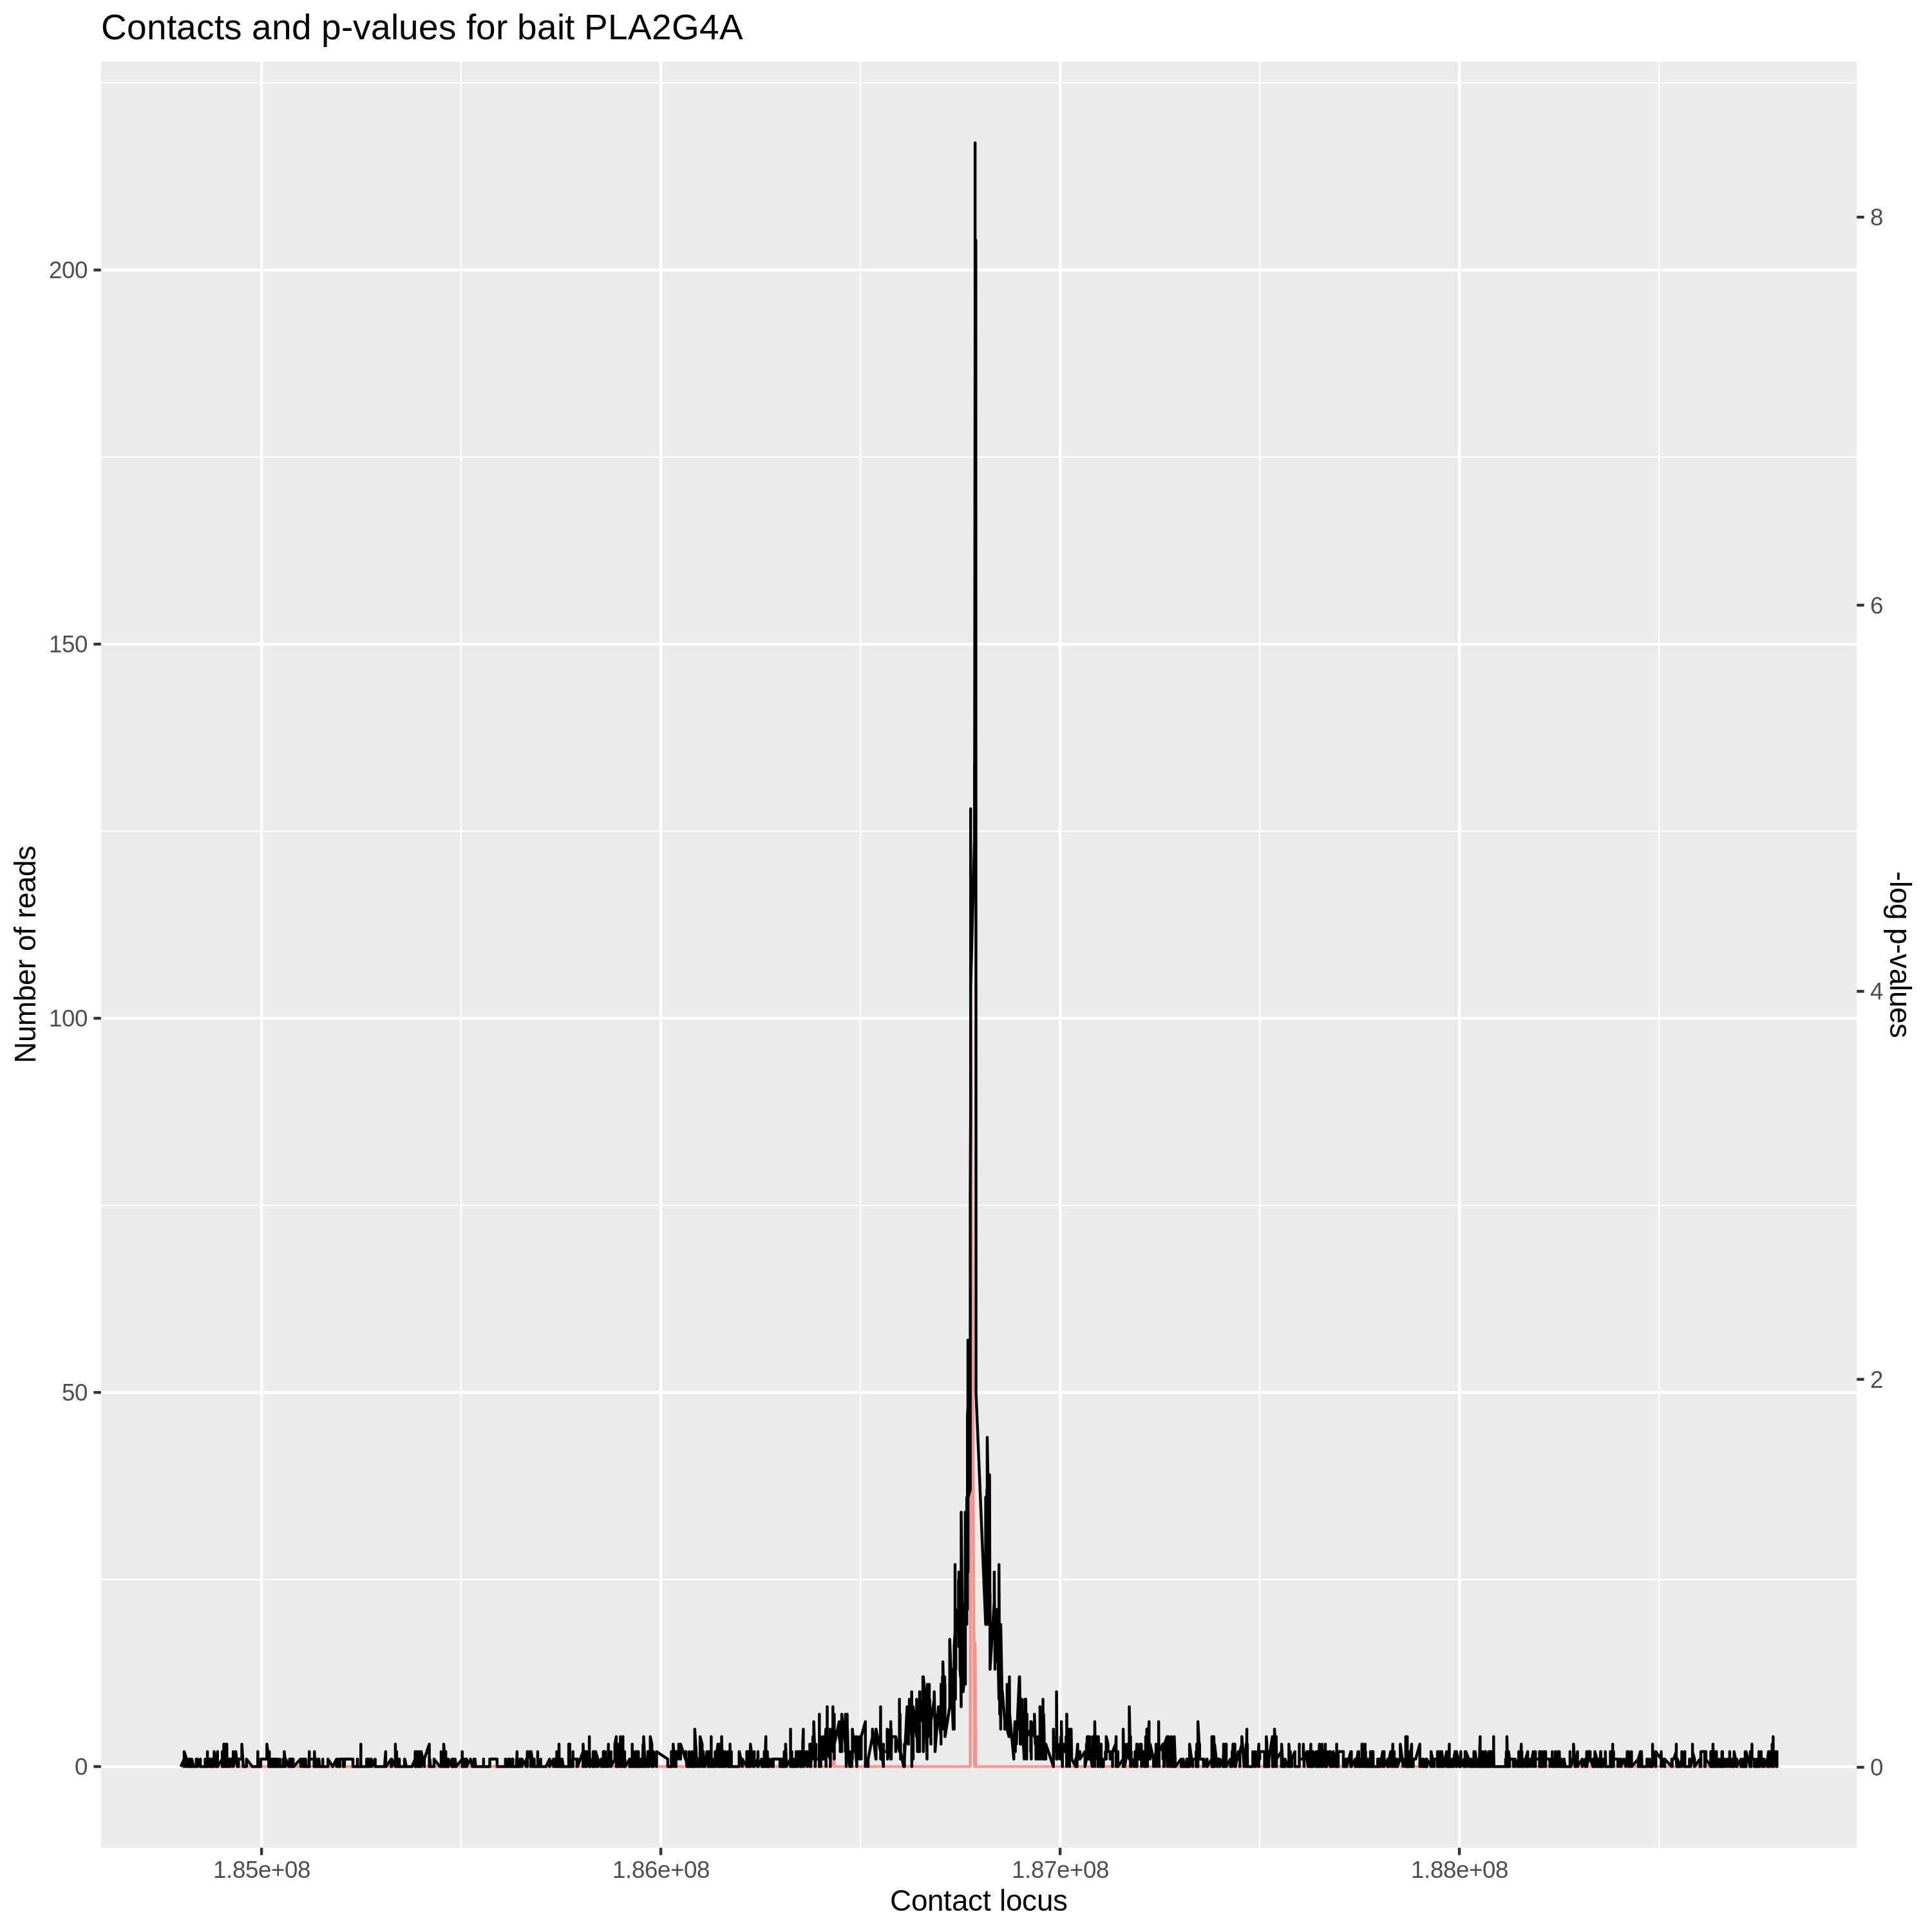 Contacts and p-values for bait PLA2G4A
Number of reads
200
150
100
50
0
8
6
4
2
0
-log p-values
1.85e+08
1.86e+08
1.87e+08
1.88e+08
Contact locus